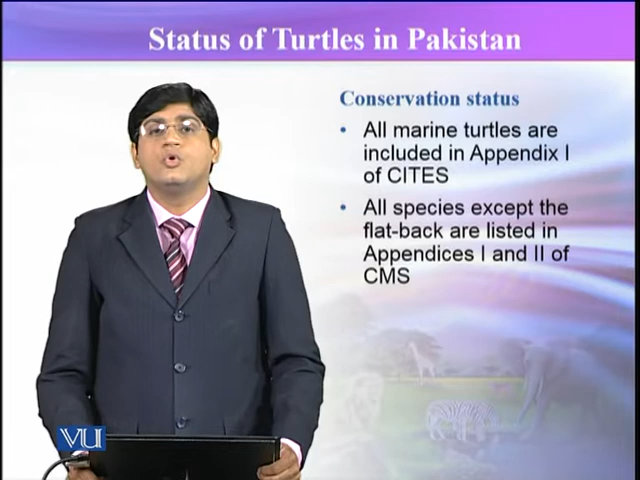 Status of Turtles in Pakistan
Conservation status
• All marine turtles are
included in Appendix I
of CITES
• All species except the
flat-back are listed in
Appendices I and II of
CMS
VU